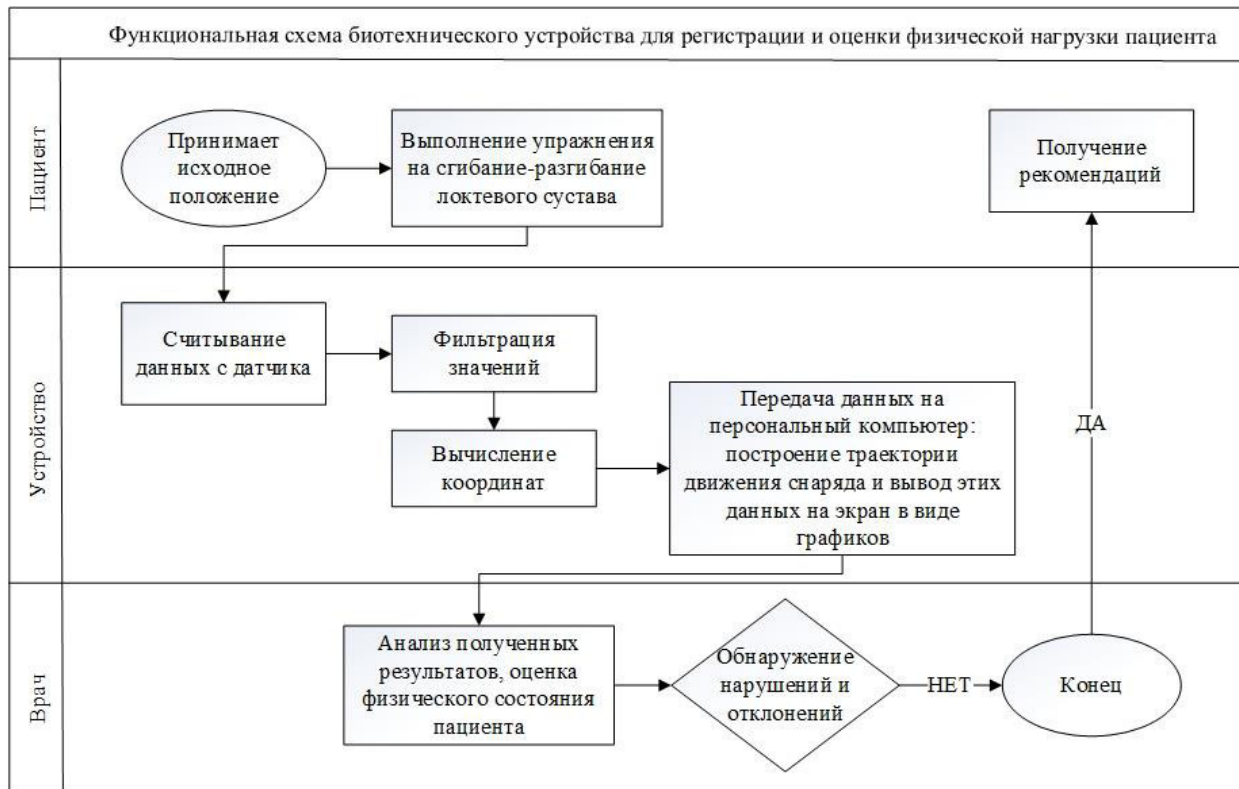 Функциональная схема биотехнического устройства для регистрации и оценки физической нагрузки пациента
Пациент
Принимает
исходное
положение
Выполнение упражнения
на сгибание-разгибание
локтевого сустава
Получение
рекомендаций
Устройство
Считывание
данных с датчика
Фильтрация
значений
Вычисление
координат
Передача данных на
персональный компьютер:
построение траектории
движения снаряда и вывод этих
данных на экран в виде
графиков
ДА
Врач
Анализ полученных
результатов, оценка
физического состояния
пациента
Обнаружение
нарушений и
отклонений
НЕТ
Конец